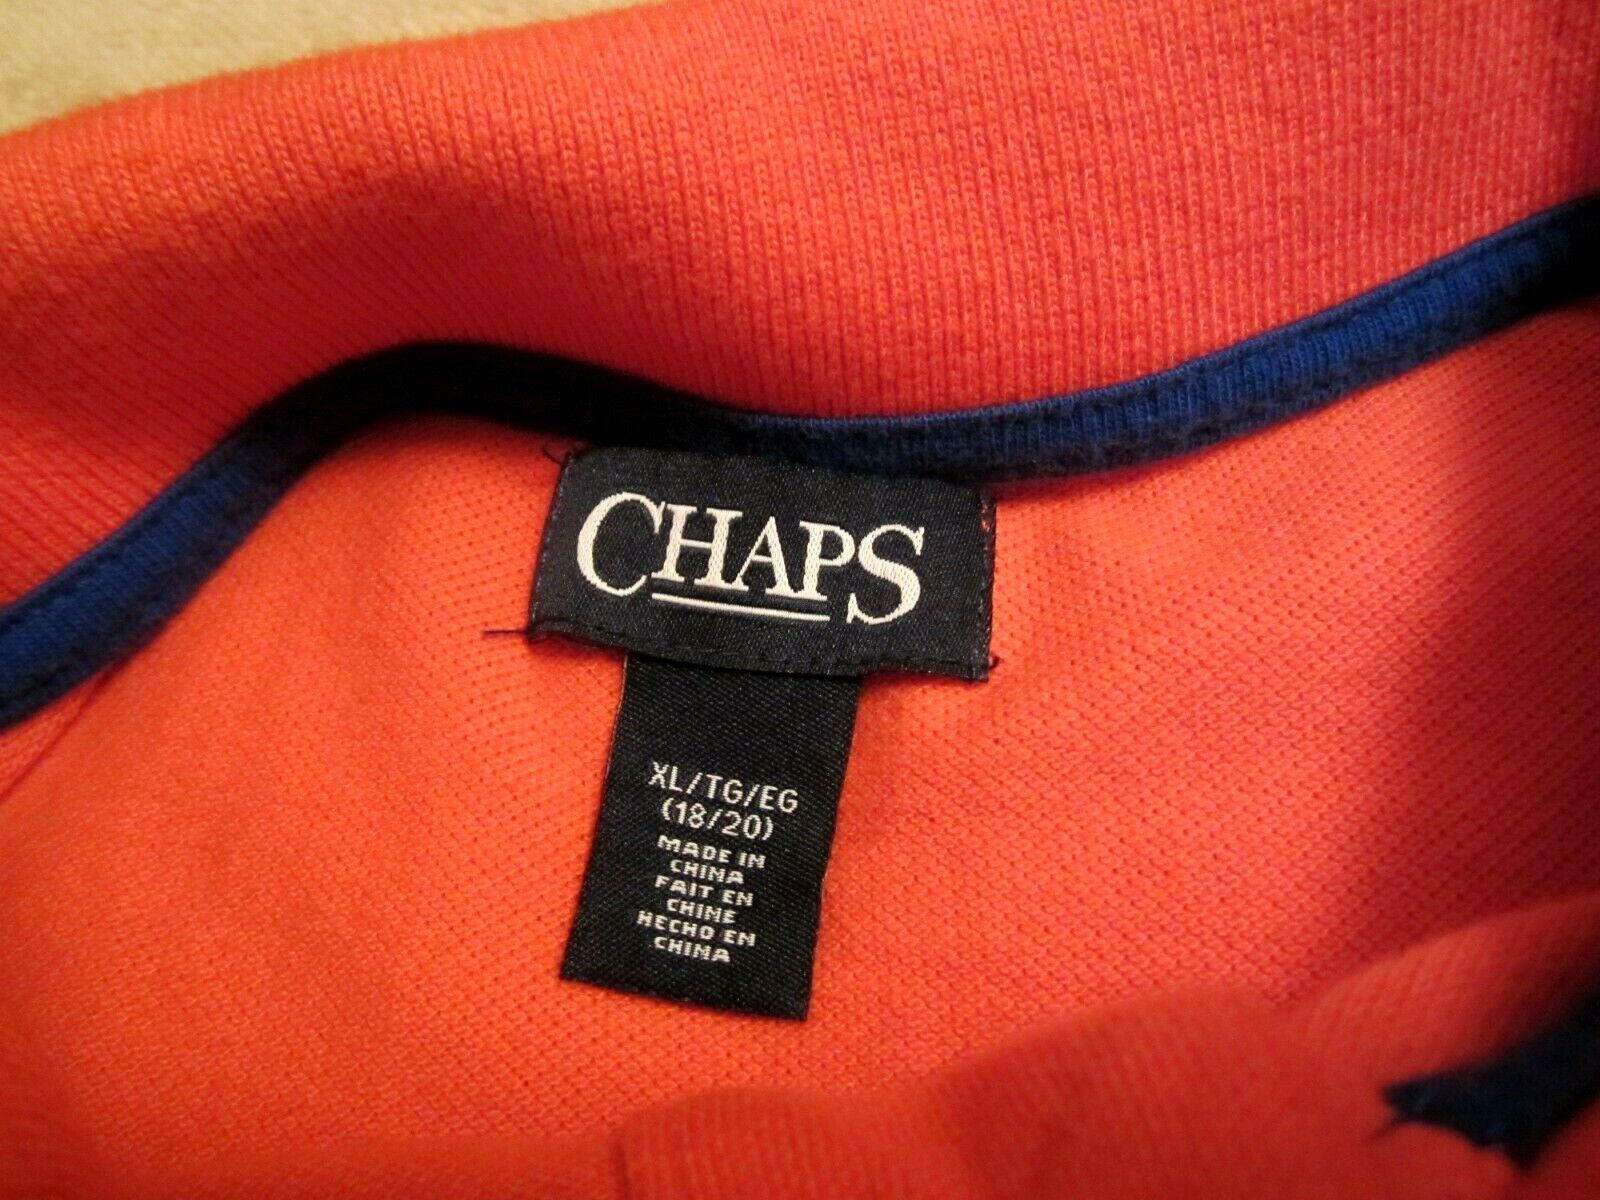 CHAPS
XL/TG/EG
(18/20)
MADE IN
CHINA
FAIT EN
CHINE
HECHO EN
CHINA